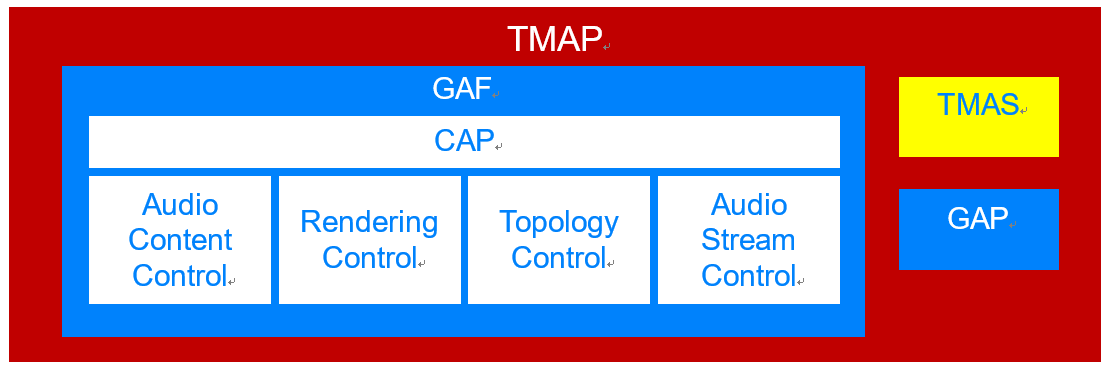 TMAP
GAF
TMAS
CAP
Audio
Content
Control
Rendering
Control
Topology
Control
Audio
Stream
Control
GAP